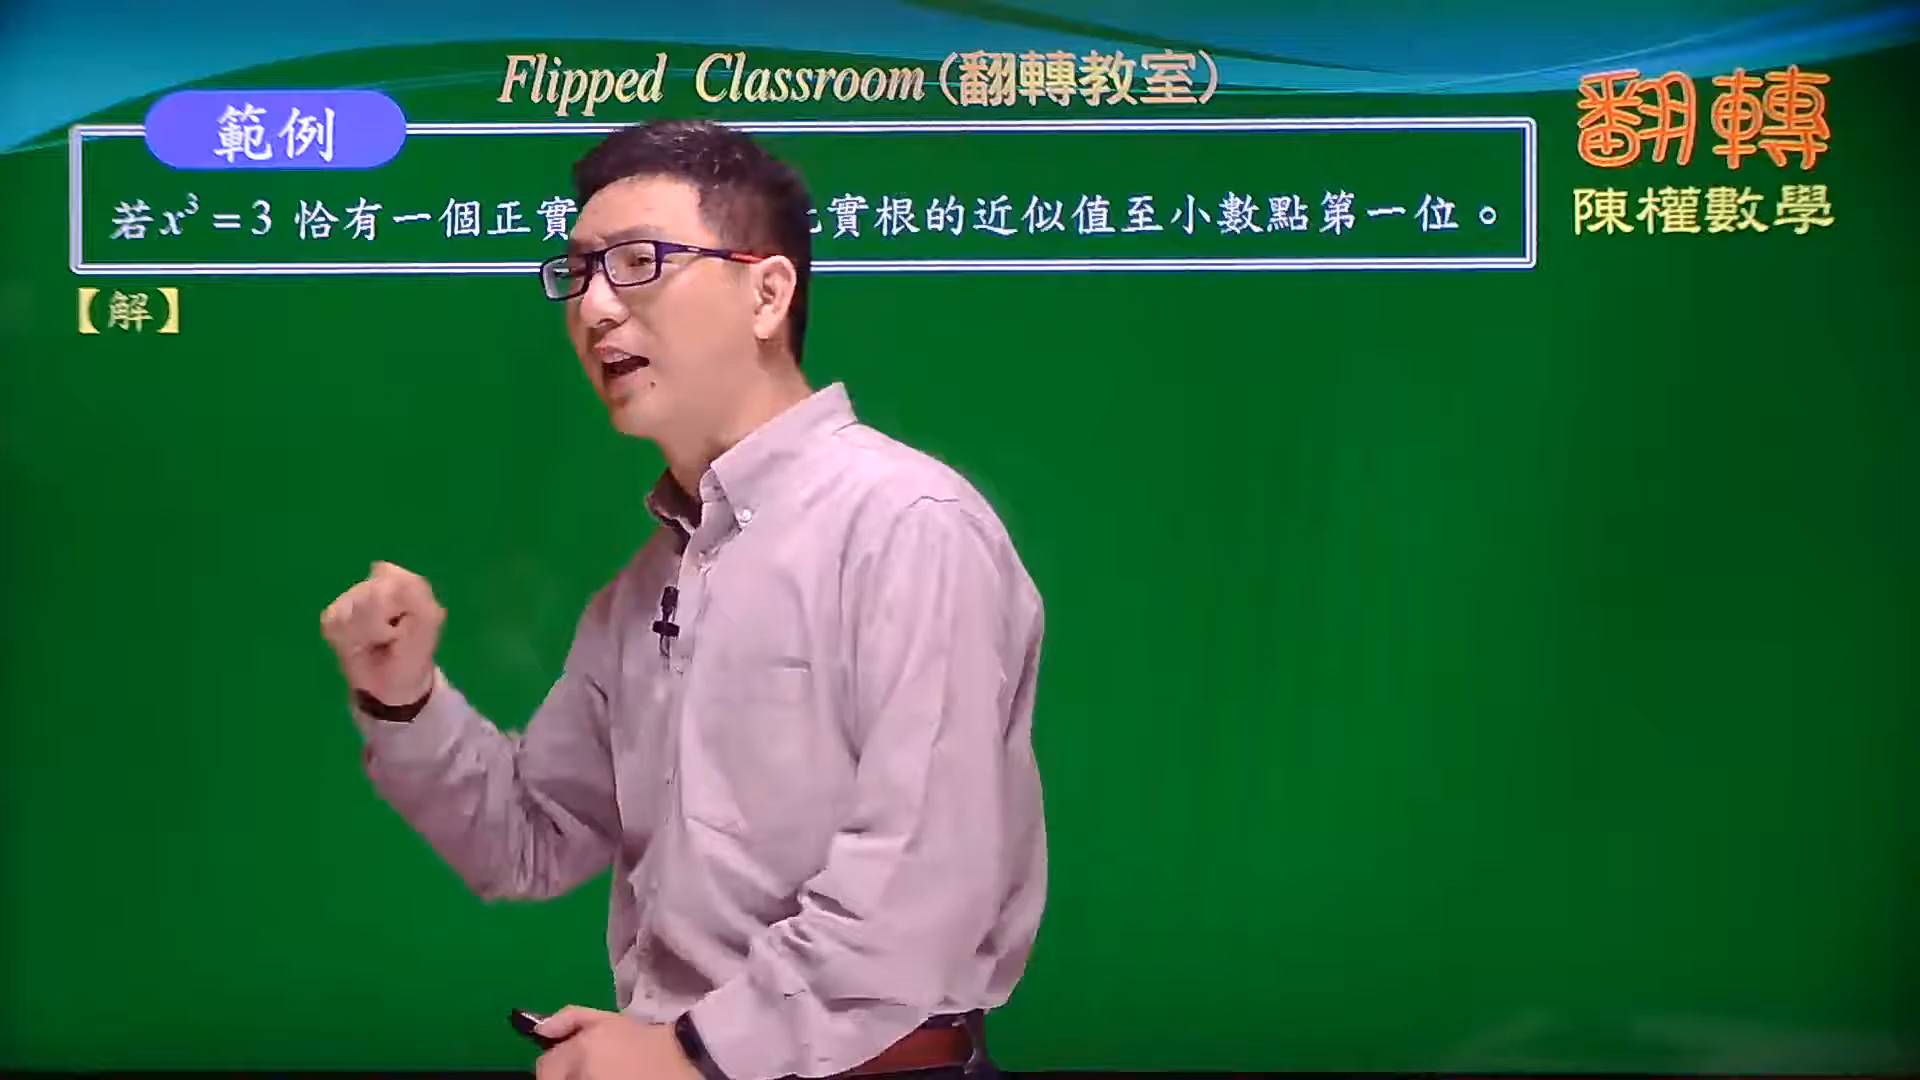 Flipped Classroom (翻轉教室)
範例
翻轉
陳權數學
若x³ = 3 恰有一個正實 實根的近似值至小數點第一位。
【解】